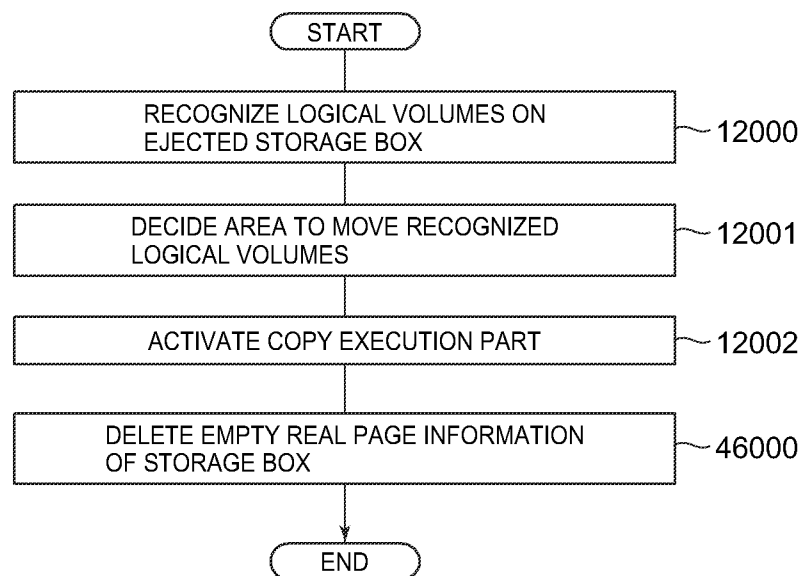 START
RECOGNIZE LOGICAL VOLUMES ON
EJECTED STORAGE BOX
12000
DECIDE AREA TO MOVE RECOGNIZED
LOGICAL VOLUMES
12001
ACTIVATE COPY EXECUTION PART
12002
DELETE EMPTY REAL PAGE INFORMATION
OF STORAGE BOX
46000
END